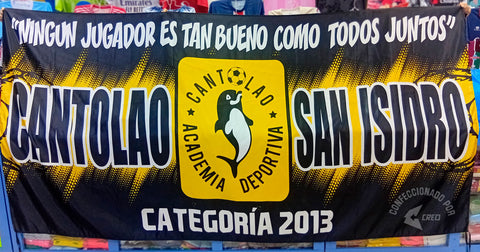 Emirates
"NINGUN JUGADOR ES TAN BUENO COMO TODOS JUNTOS"
CANTOLAO
CANTOLAO
ACADEMIA DEPORTIVA
SAN ISIDRO
CATEGORÍA 2013
CONFECCIONADO POR
CREO